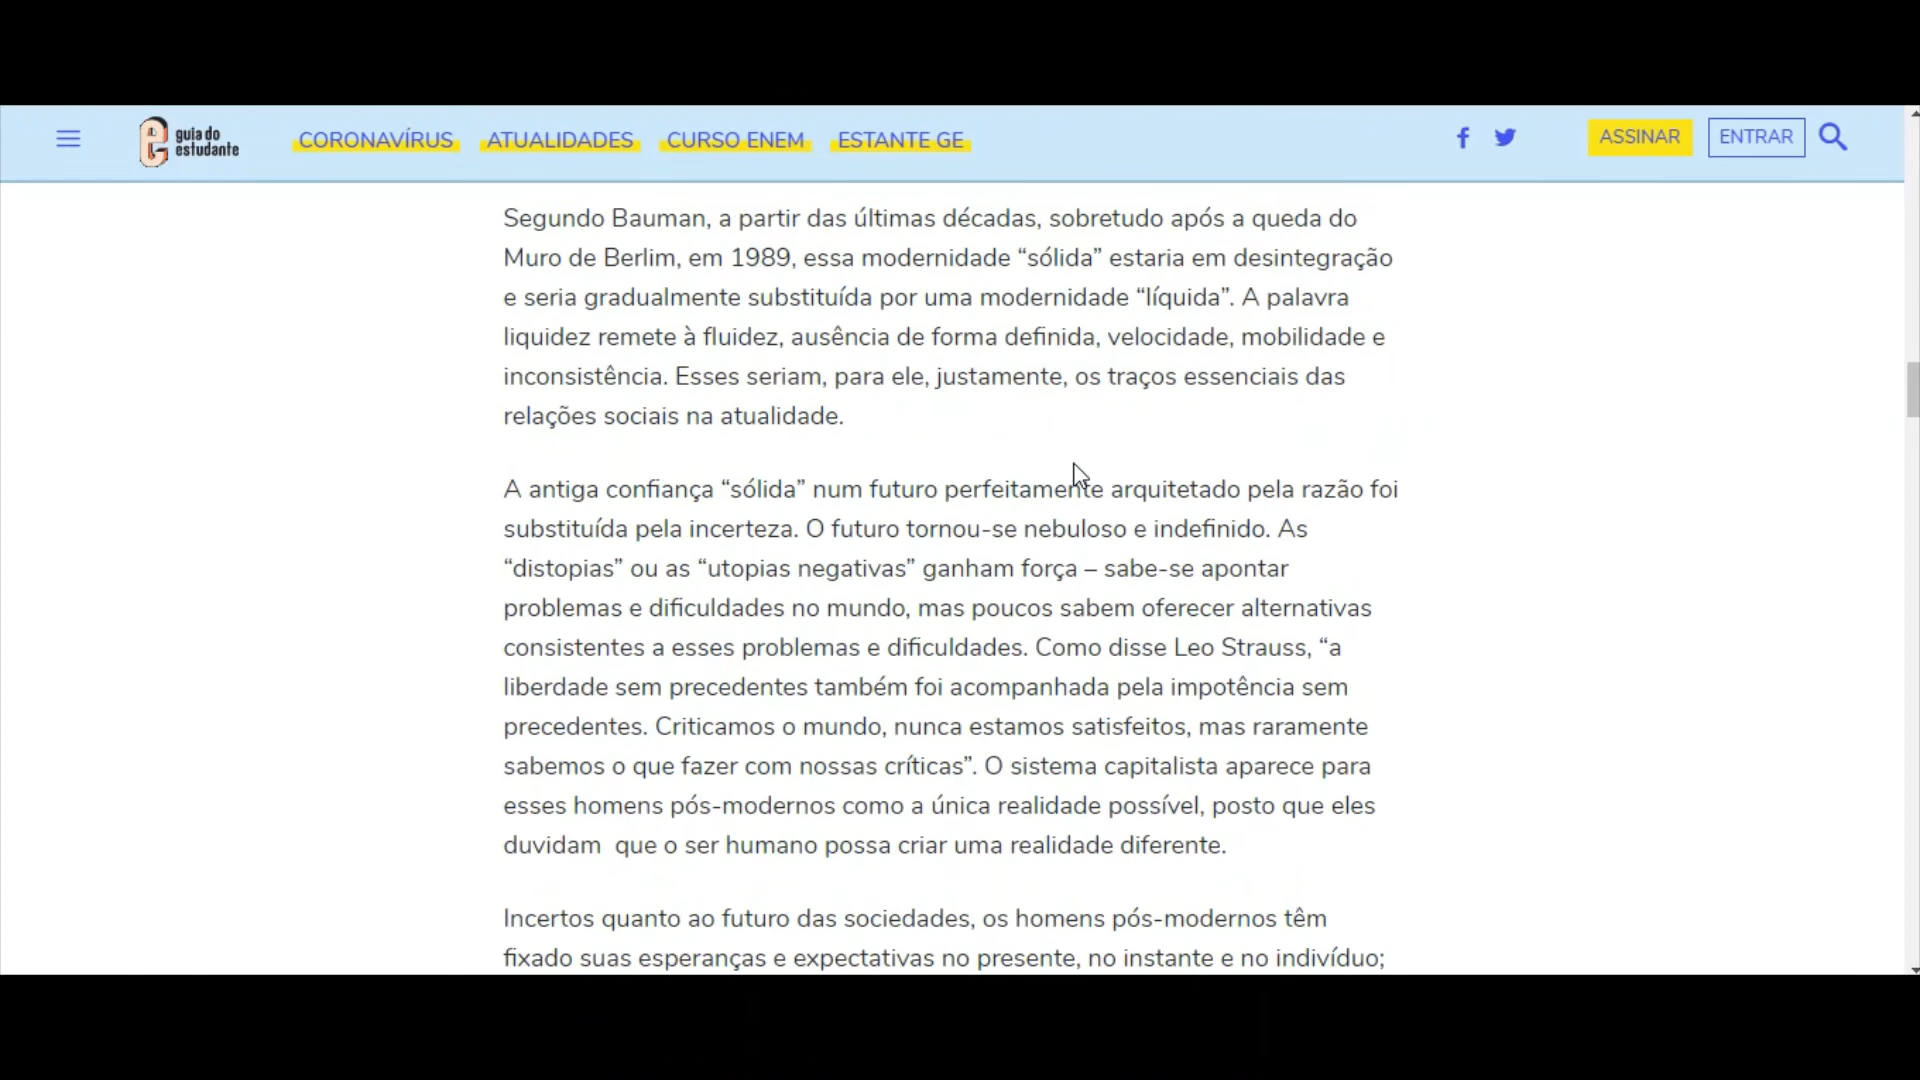 guia do
estudante
CORONAVÍRUS ATUALIDADES CURSO ENEM ESTANTE GE
ASSINAR ENTRAR
Segundo Bauman, a partir das últimas décadas, sobretudo após a queda do
Muro de Berlim, em 1989, essa modernidade “sólida” estaria em desintegração
e seria gradualmente substituída por uma modernidade “líquida”. A palavra
liquidez remete à fluidez, ausência de forma definida, velocidade, mobilidade e
inconsistência. Esses seriam, para ele, justamente, os traços essenciais das
relações sociais na atualidade.
A antiga confiança “sólida” num futuro perfeitamente arquitetado pela razão foi
substituída pela incerteza. O futuro tornou-se nebuloso e indefinido. As
“distopias” ou as “utopias negativas” ganham força – sabe-se apontar
problemas e dificuldades no mundo, mas poucos sabem oferecer alternativas
consistentes a esses problemas e dificuldades. Como disse Leo Strauss, “a
liberdade sem precedentes também foi acompanhada pela impotência sem
precedentes. Criticamos o mundo, nunca estamos satisfeitos, mas raramente
sabemos o que fazer com nossas críticas”. O sistema capitalista aparece para
esses homens pós-modernos como a única realidade possível, posto que eles
duvidam  que o ser humano possa criar uma realidade diferente.
Incertos quanto ao futuro das sociedades, os homens pós-modernos têm
fixado suas esperanças e expectativas no presente, no instante e no indivíduo;